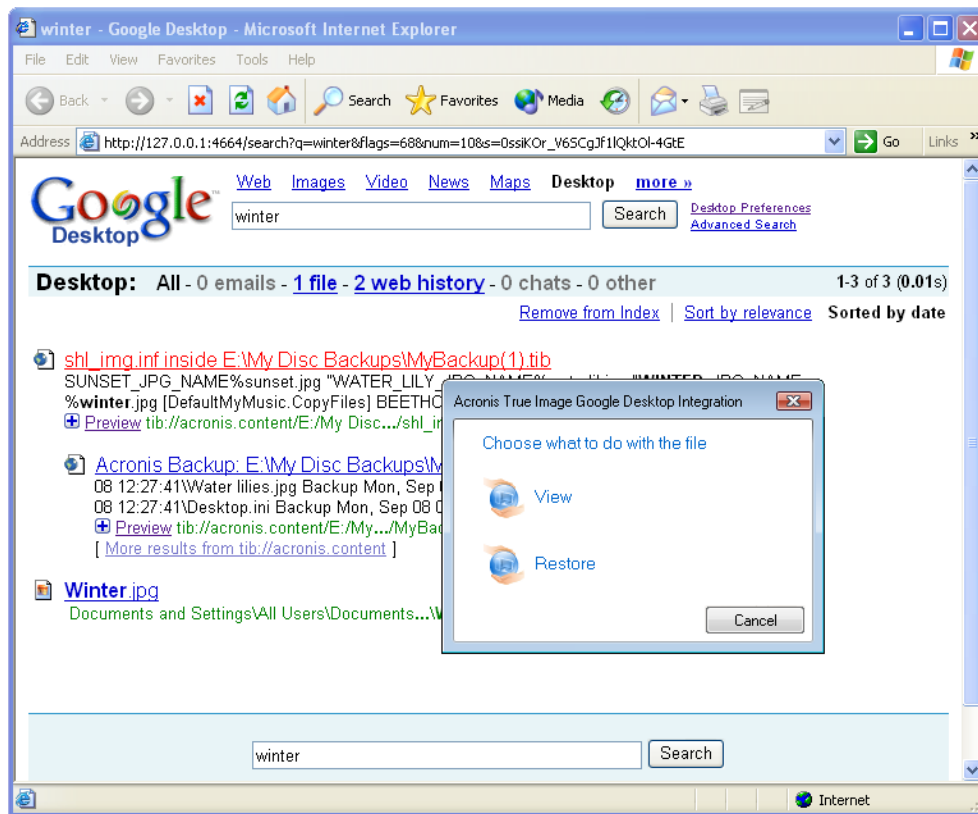 winter - Google Desktop - Microsoft Internet Explorer
File Edit View Favorites Tools Help
Back Search Favorites Media
Address http://127.0.0.1:4664/search?q=winter&flags=68&num=10&s=0ssiKOr_V65CgJf1lQktOl-4GtE Go Links »
Google Desktop
Web Images Video News Maps Desktop more »
winter Search Desktop Preferences
Advanced Search
Desktop: All - 0 emails - 1 file - 2 web history - 0 chats - 0 other 1-3 of 3 (0.01s)
Remove from Index | Sort by relevance Sorted by date
shl_img.inf inside E:\My Disc Backups\MyBackup(1).tib
SUNSET_JPG_NAME%sunset.jpg "WATER_LILY
%winter.jpg [DefaultMyMusic.CopyFiles] BEETHO
Preview tib://acronis.content/E:/My Disc.../shl_i
Acronis Backup: E:\My Disc Backups\M
08 12:27:41\Water lilies.jpg Backup Mon, Sep
08 12:27:41\Desktop.ini Backup Mon, Sep 08 0
Preview tib://acronis.content/E:/My.../MyBac
[ More results from tib://acronis.content ]
Winter.jpg
Documents and Settings\All Users\Documents...\
Acronis True Image Google Desktop Integration
Choose what to do with the file
View
Restore
Cancel
winter Search
Internet